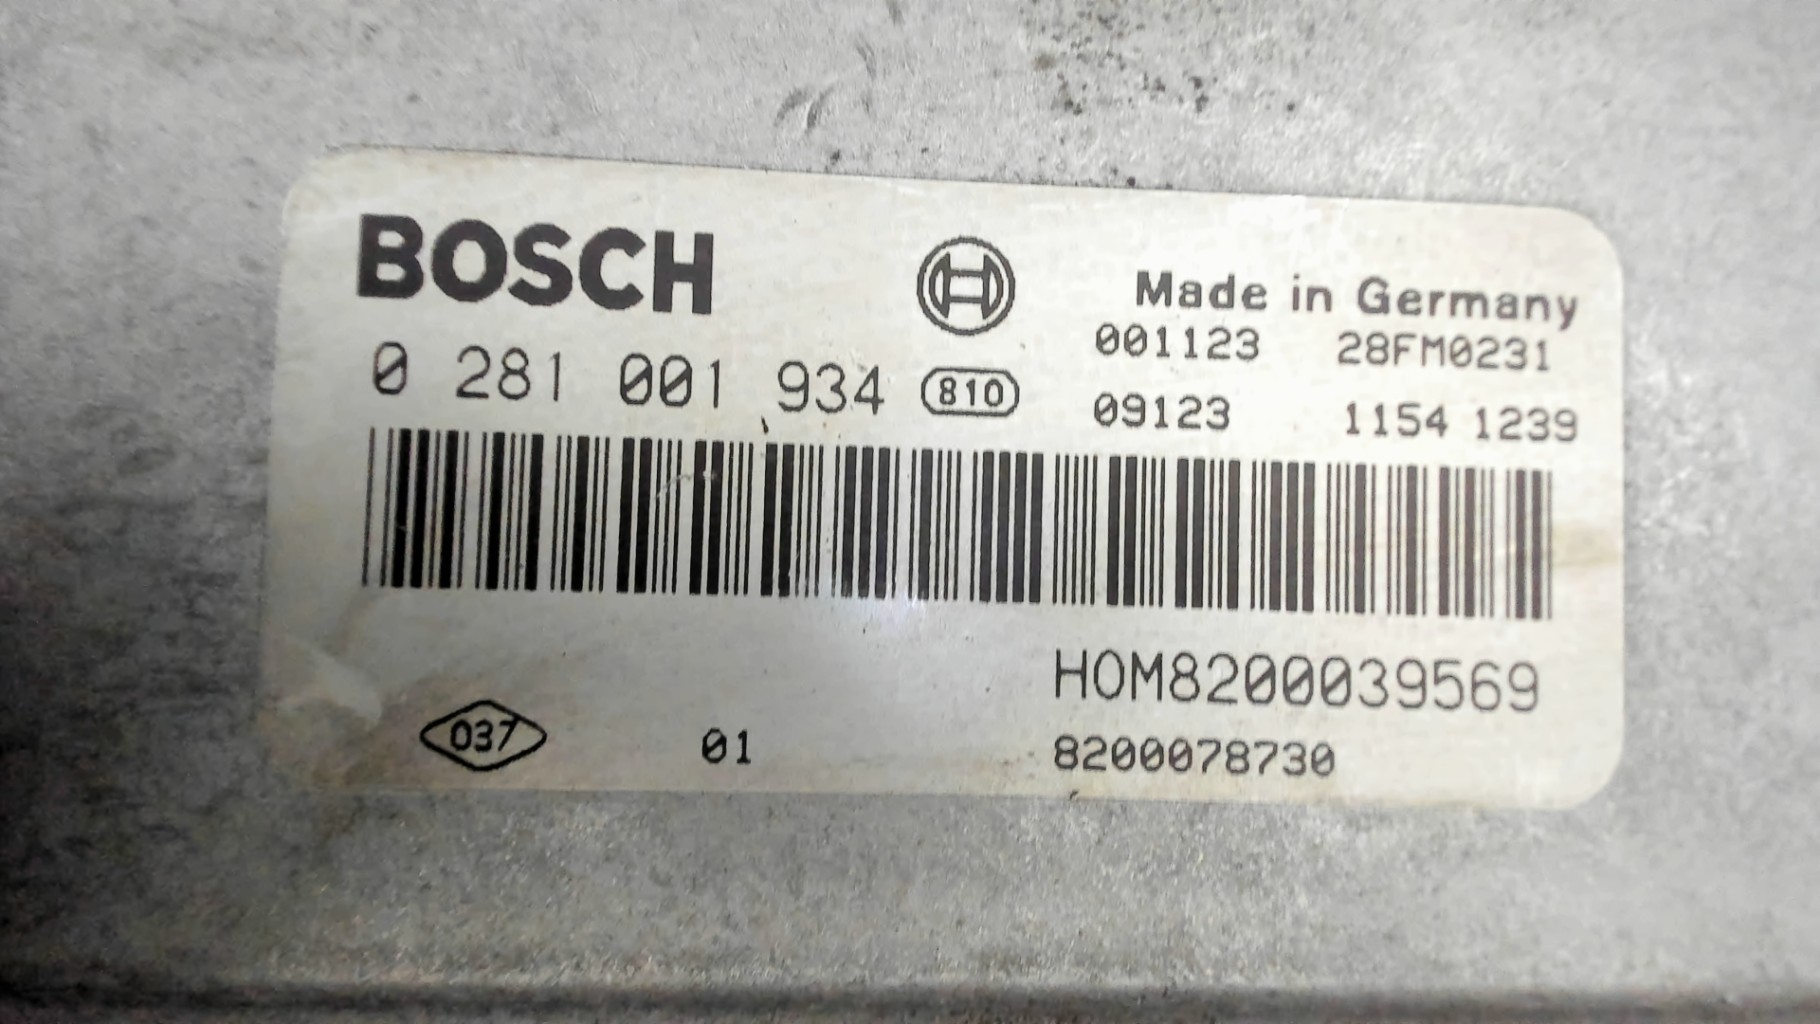 BOSCH
Made in Germany
001123 28FM0231
0 281 001 934 810
09123 1154 1239
HOM8200039569
037 01 8200078730